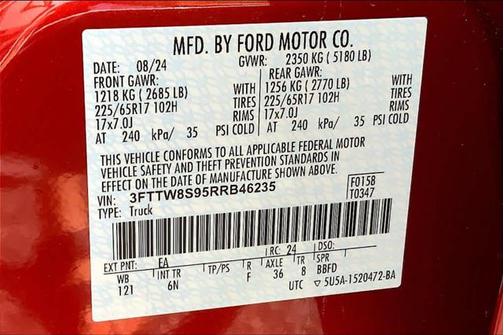 MFD. BY FORD MOTOR CO.
DATE: 08/24 GVWR: 2350 KG ( 5180 LB)
FRONT GAWR: REAR GAWR:
1218 KG ( 2685 LB) WITH 1256 KG ( 2770 LB) WITH
225/65R17 102H TIRES 225/65R17 102H TIRES
17x7.0J RIMS 17x7.0J RIMS
AT 240 kPa/ 35 PSI COLD AT 240 kPa/ 35 PSI COLD
THIS VEHICLE CONFORMS TO ALL APPLICABLE FEDERAL MOTOR
VEHICLE SAFETY AND THEFT PREVENTION STANDARDS IN
EFFECT ON THE DATE OF MANUFACTURE SHOWN ABOVE.
VIN: 3FTTW8S95RRB46235 F0158
TYPE: Truck T0347
EXT PNT: EA RC: 24 DSO:
WB INT TR TP/PS R AXLE TR SPR
121 6N F 36 8 BBFD
UTC 5U5A-1520472-BA